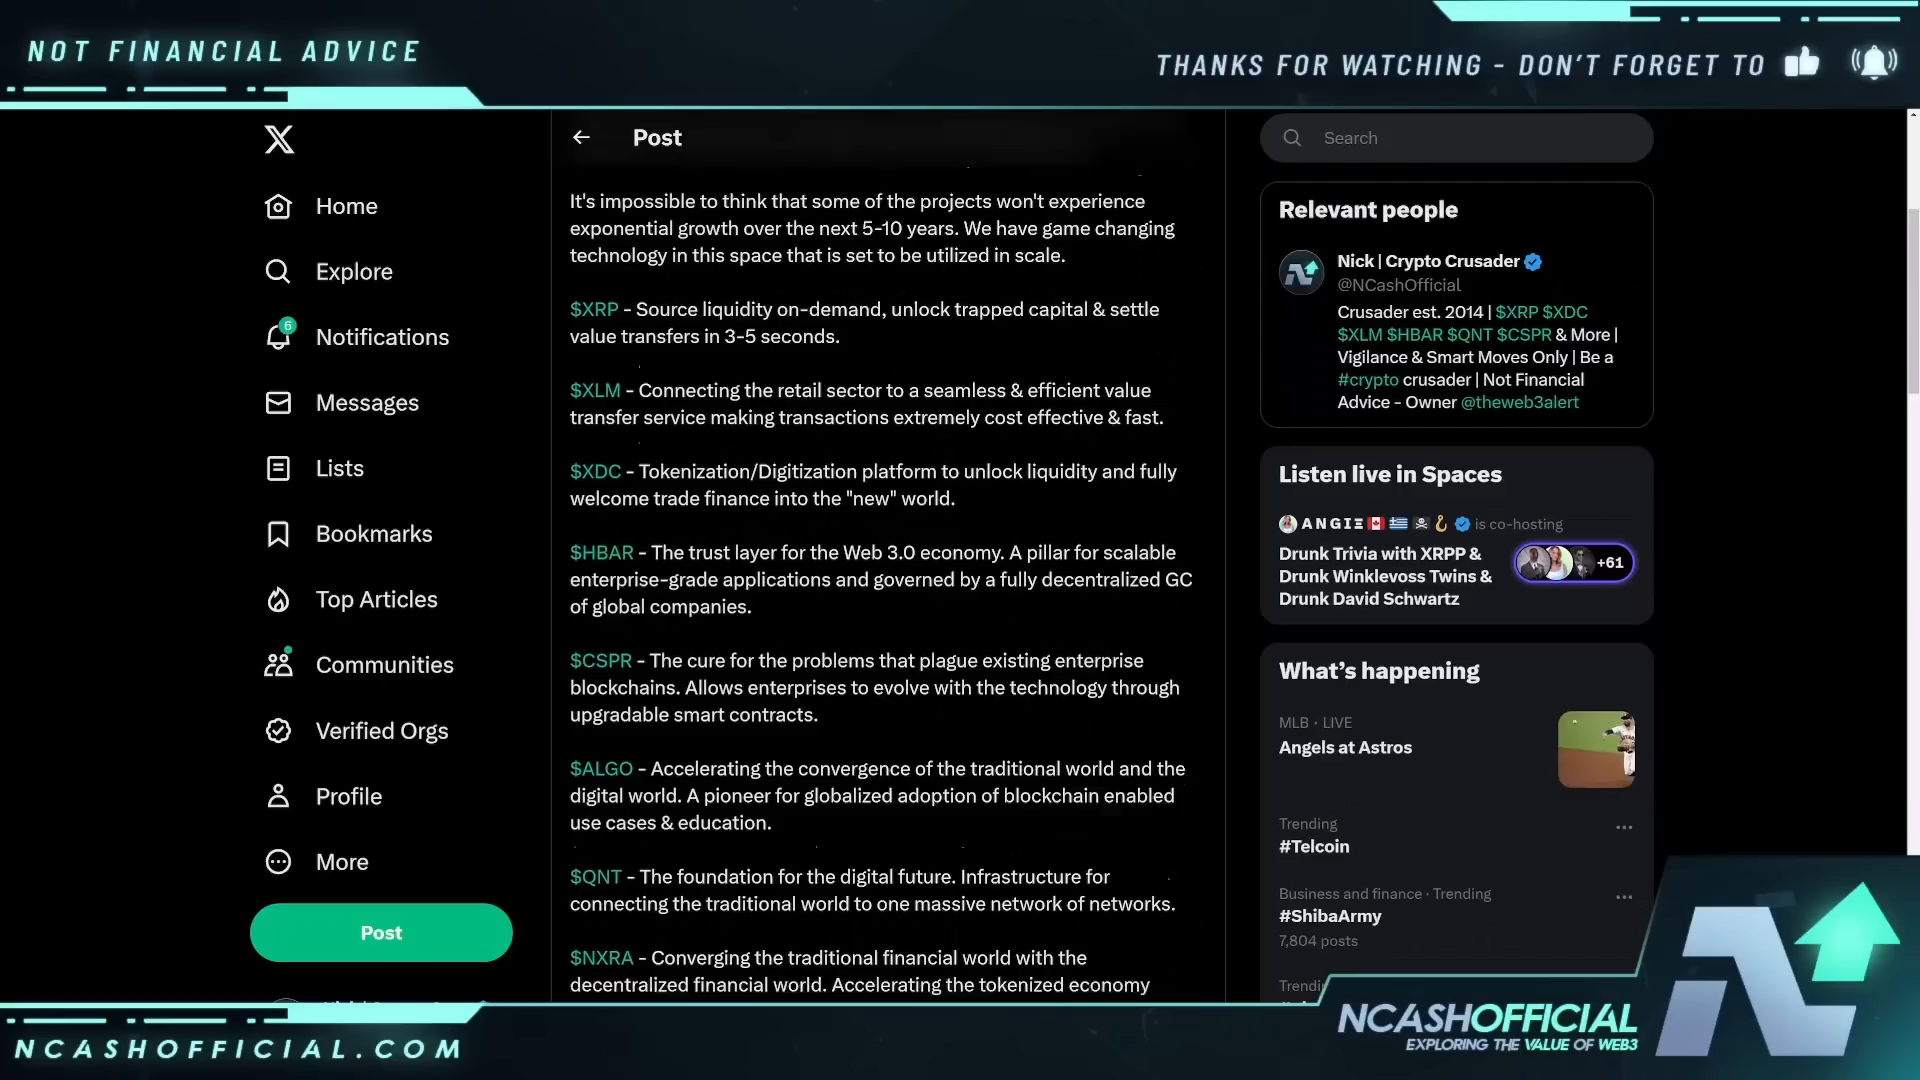 NOT FINANCIAL ADVICE
THANKS FOR WATCHING - DON'T FORGET TO
Home
Explore
6
Notifications
Messages
Lists
Bookmarks
Top Articles
Communities
Verified Orgs
Profile
More
Post
Post
It's impossible to think that some of the projects won't experience
exponential growth over the next 5-10 years. We have game changing
technology in this space that is set to be utilized in scale.
$XRP - Source liquidity on-demand, unlock trapped capital & settle
value transfers in 3-5 seconds.
$XLM - Connecting the retail sector to a seamless & efficient value
transfer service making transactions extremely cost effective & fast.
$XDC - Tokenization/Digitization platform to unlock liquidity and fully
welcome trade finance into the "new" world.
$HBAR - The trust layer for the Web 3.0 economy. A pillar for scalable
enterprise-grade applications and governed by a fully decentralized GC
of global companies.
$CSPR - The cure for the problems that plague existing enterprise
blockchains. Allows enterprises to evolve with the technology through
upgradable smart contracts.
$ALGO - Accelerating the convergence of the traditional world and the
digital world. A pioneer for globalized adoption of blockchain enabled
use cases & education.
$QNT - The foundation for the digital future. Infrastructure for
connecting the traditional world to one massive network of networks.
$NXRA - Converging the traditional financial world with the
decentralized financial world. Accelerating the tokenized economy
Search
Relevant people
Nick | Crypto Crusader
@NCashOfficial
Crusader est. 2014 | $XRP $XDC
$XLM $HBAR $QNT $CSPR & More |
Vigilance & Smart Moves Only | Be a
#crypto crusader | Not Financial
Advice - Owner @theweb3alert
Listen live in Spaces
ANGIΞ is co-hosting
Drunk Trivia with XRPP &
Drunk Winklevoss Twins &
Drunk David Schwartz
+61
What's happening
MLB · LIVE
Angels at Astros
Trending
#Telcoin
Business and finance · Trending
#ShibaArmy
7,804 posts
NCASHOFFICIAL.COM
NCASHOFFICIAL
EXPLORING THE VALUE OF WEB3